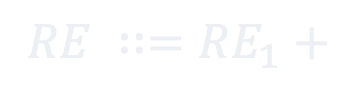 RE ::= RE₁ +